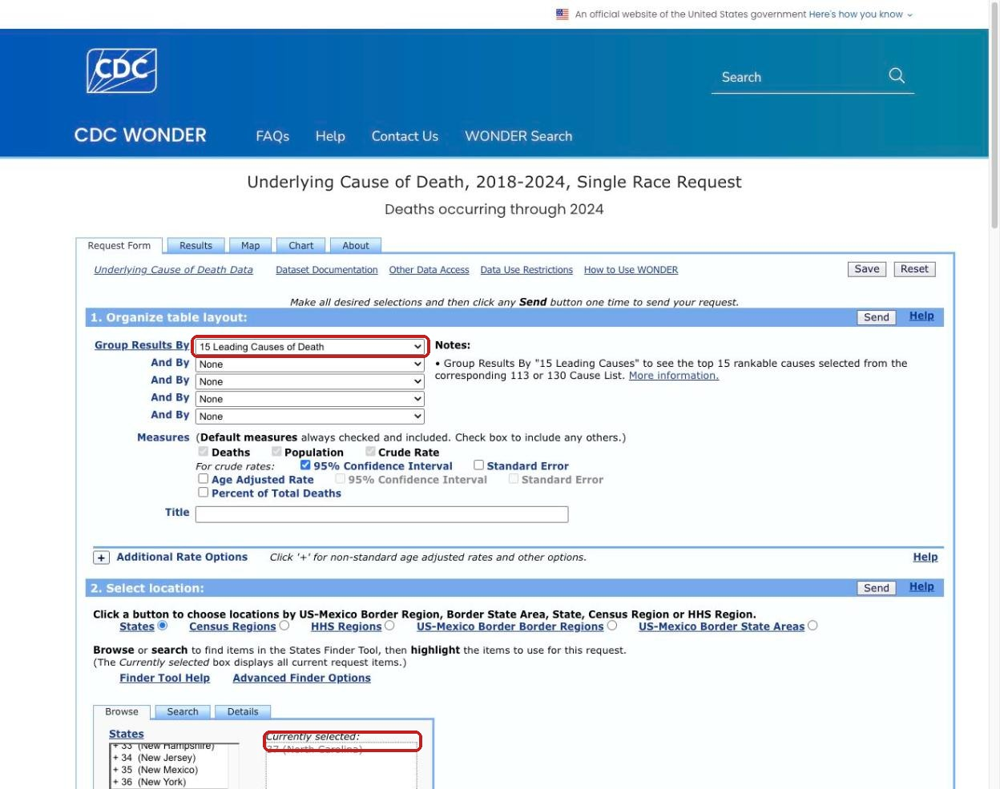 An official website of the United States government Here's how you know
CDC
Search
CDC WONDER FAQs Help Contact Us WONDER Search
Underlying Cause of Death, 2018-2024, Single Race Request
Deaths occurring through 2024
Request Form Results Map Chart About
Underlying Cause of Death Data Dataset Documentation Other Data Access Data Use Restrictions How to Use WONDER Save Reset
Make all desired selections and then click any Send button one time to send your request.
1. Organize table layout: Send Help
Group Results By 15 Leading Causes of Death Notes:
And By None • Group Results By "15 Leading Causes" to see the top 15 rankable causes selected from the
corresponding 113 or 130 Cause List. More information.
And By None
And By None
And By None
Measures (Default measures always checked and included. Check box to include any others.)
Deaths Population Crude Rate
For crude rates: 95% Confidence Interval Standard Error
Age Adjusted Rate 95% Confidence Interval Standard Error
Percent of Total Deaths
Title
+ Additional Rate Options Click '+' for non-standard age adjusted rates and other options. Help
2. Select location: Send Help
Click a button to choose locations by US-Mexico Border Region, Border State Area, State, Census Region or HHS Region.
States Census Regions HHS Regions US-Mexico Border Border Regions US-Mexico Border State Areas
Browse or search to find items in the States Finder Tool, then highlight the items to use for this request.
(The Currently selected box displays all current request items.)
Finder Tool Help Advanced Finder Options
Browse Search Details
States Currently selected:
+ 33 (New Hampshire) 37 (North Carolina)
+ 34 (New Jersey)
+ 35 (New Mexico)
+ 36 (New York)